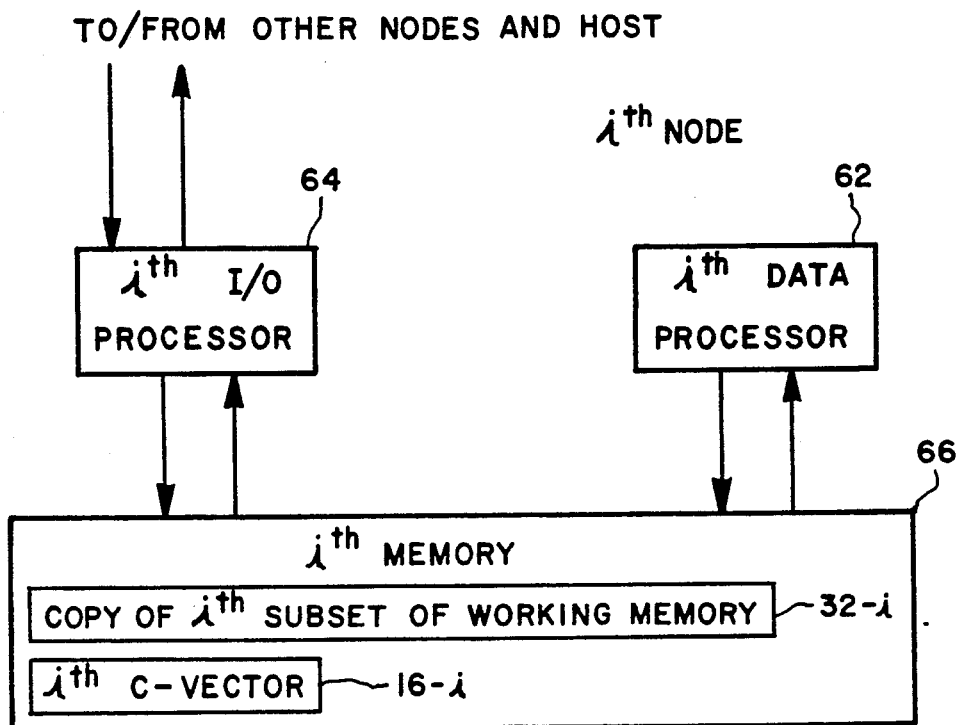 TO/FROM OTHER NODES AND HOST
ith NODE
64
62
ith I/O
PROCESSOR
ith DATA
PROCESSOR
66
ith MEMORY
COPY OF ith SUBSET OF WORKING MEMORY
32-i
ith C-VECTOR
16-i